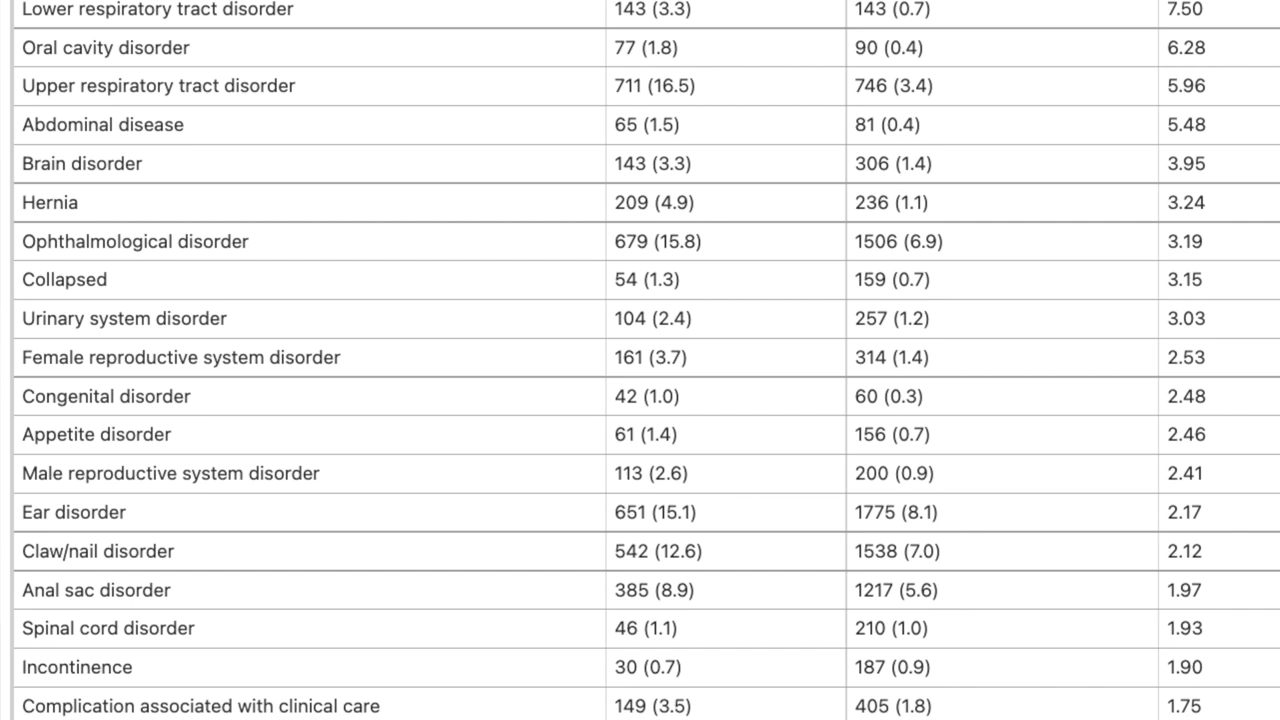 Lower respiratory tract disorder 143 (3.3) 143 (0.7) 7.50
Oral cavity disorder 77 (1.8) 90 (0.4) 6.28
Upper respiratory tract disorder 711 (16.5) 746 (3.4) 5.96
Abdominal disease 65 (1.5) 81 (0.4) 5.48
Brain disorder 143 (3.3) 306 (1.4) 3.95
Hernia 209 (4.9) 236 (1.1) 3.24
Ophthalmological disorder 679 (15.8) 1506 (6.9) 3.19
Collapsed 54 (1.3) 159 (0.7) 3.15
Urinary system disorder 104 (2.4) 257 (1.2) 3.03
Female reproductive system disorder 161 (3.7) 314 (1.4) 2.53
Congenital disorder 42 (1.0) 60 (0.3) 2.48
Appetite disorder 61 (1.4) 156 (0.7) 2.46
Male reproductive system disorder 113 (2.6) 200 (0.9) 2.41
Ear disorder 651 (15.1) 1775 (8.1) 2.17
Claw/nail disorder 542 (12.6) 1538 (7.0) 2.12
Anal sac disorder 385 (8.9) 1217 (5.6) 1.97
Spinal cord disorder 46 (1.1) 210 (1.0) 1.93
Incontinence 30 (0.7) 187 (0.9) 1.90
Complication associated with clinical care 149 (3.5) 405 (1.8) 1.75